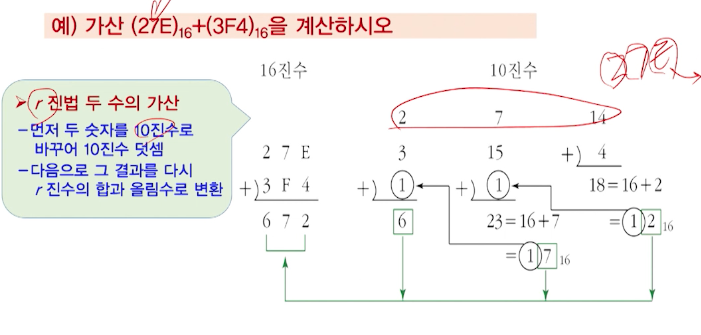 예) 가산 (27E)16+(3F4)16을 계산하시오
27E
16진수
10진수
➤r 진법 두 수의 가산
–먼저 두 숫자를 10진수로
바꾸어 10진수 덧셈
–다음으로 그 결과를 다시
r 진수의 합과 올림수로 변환
2 7 E
+)3 F 4
6 7 2
2 7 14
3 15 +) 4
+) 1 +) 1 18=16+2
6 23=16+7 =1 2 16
=1 7 16